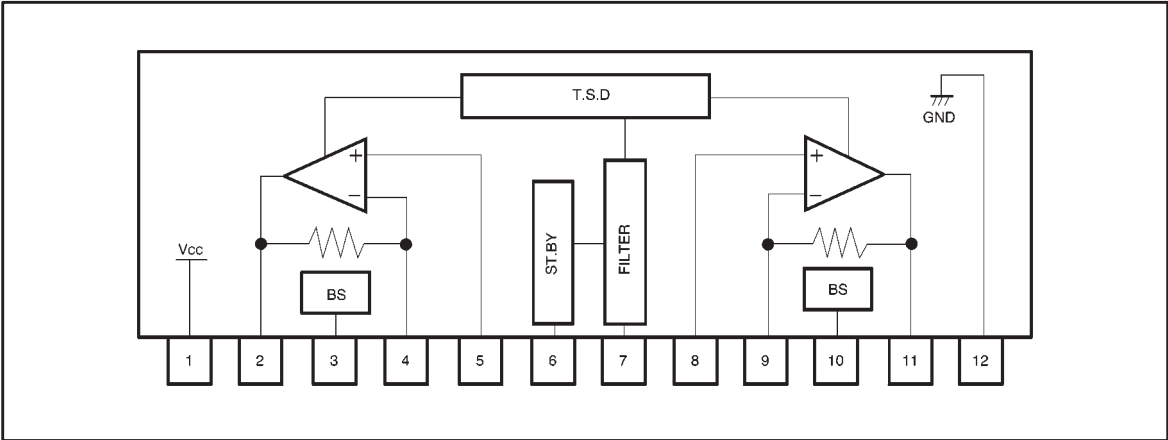 T.S.D
GND
+
−
+
−
ST.BY
FILTER
Vcc
BS
BS
1 2 3 4 5 6 7 8 9 10 11 12